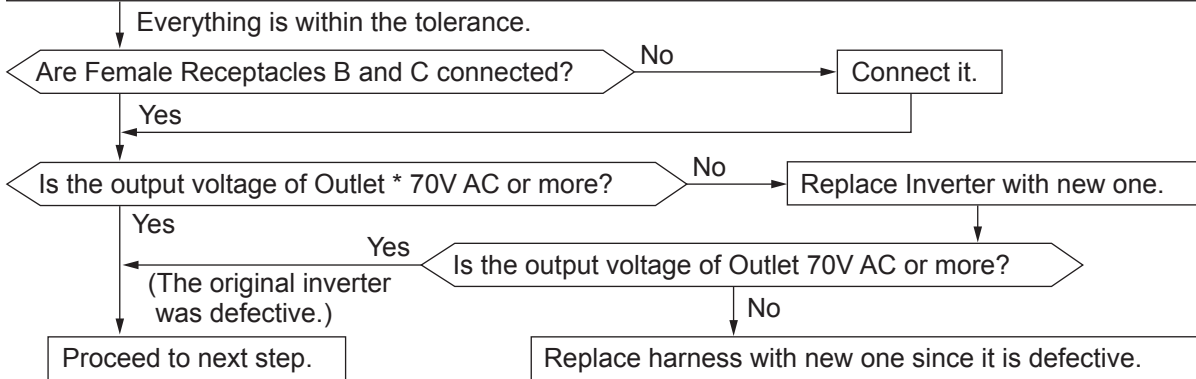 Everything is within the tolerance.
Are Female Receptacles B and C connected?
No
Connect it.
Yes
Is the output voltage of Outlet * 70V AC or more?
No
Replace Inverter with new one.
Yes
Yes
Is the output voltage of Outlet 70V AC or more?
(The original inverter
was defective.)
No
Proceed to next step.
Replace harness with new one since it is defective.